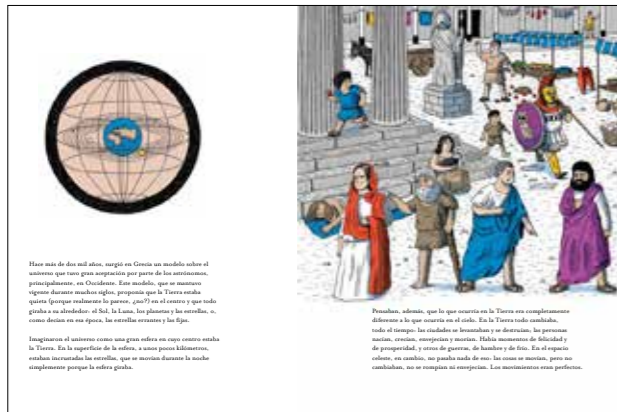 Hace más de dos mil años, surgió en Grecia un modelo sobre el
universo que tuvo gran aceptación por parte de los astrónomos,
principalmente, en Occidente. Este modelo, que se mantuvo
vigente durante muchos siglos, proponía que la Tierra estaba
quieta (porque realmente lo parece, ¿no?) en el centro y que todo
giraba a su alrededor: el Sol, la Luna, los planetas y las estrellas, o,
como decían en esa época, las estrellas errantes y las fijas.
Imaginaron el universo como una gran esfera en cuyo centro estaba
la Tierra. En la superficie de la esfera, a unos pocos kilómetros,
estaban incrustadas las estrellas, que se movían durante la noche
simplemente porque la esfera giraba.
Pensaban, además, que lo que ocurría en la Tierra era completamente
diferente a lo que ocurría en el cielo. En la Tierra todo cambiaba,
todo el tiempo: las ciudades se levantaban y se destruían; las personas
nacían, crecían, envejecían y morían. Había momentos de felicidad y
de prosperidad, y otros de guerras, de hambre y de frío. En el espacio
celeste, en cambio, no pasaba nada de eso: las cosas se movían, pero no
cambiaban, no se rompían ni envejecían. Los movimientos eran perfectos.